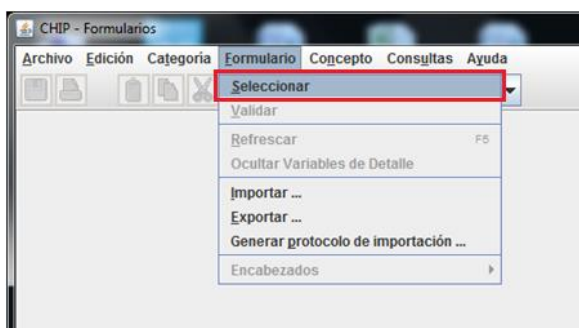 CHIP - Formularios
Archivo Edición Categoría Formulario Concepto Consultas Ayuda
Seleccionar
Validar
Refrescar F5
Ocultar Variables de Detalle
Importar ...
Exportar ...
Generar protocolo de importación ...
Encabezados